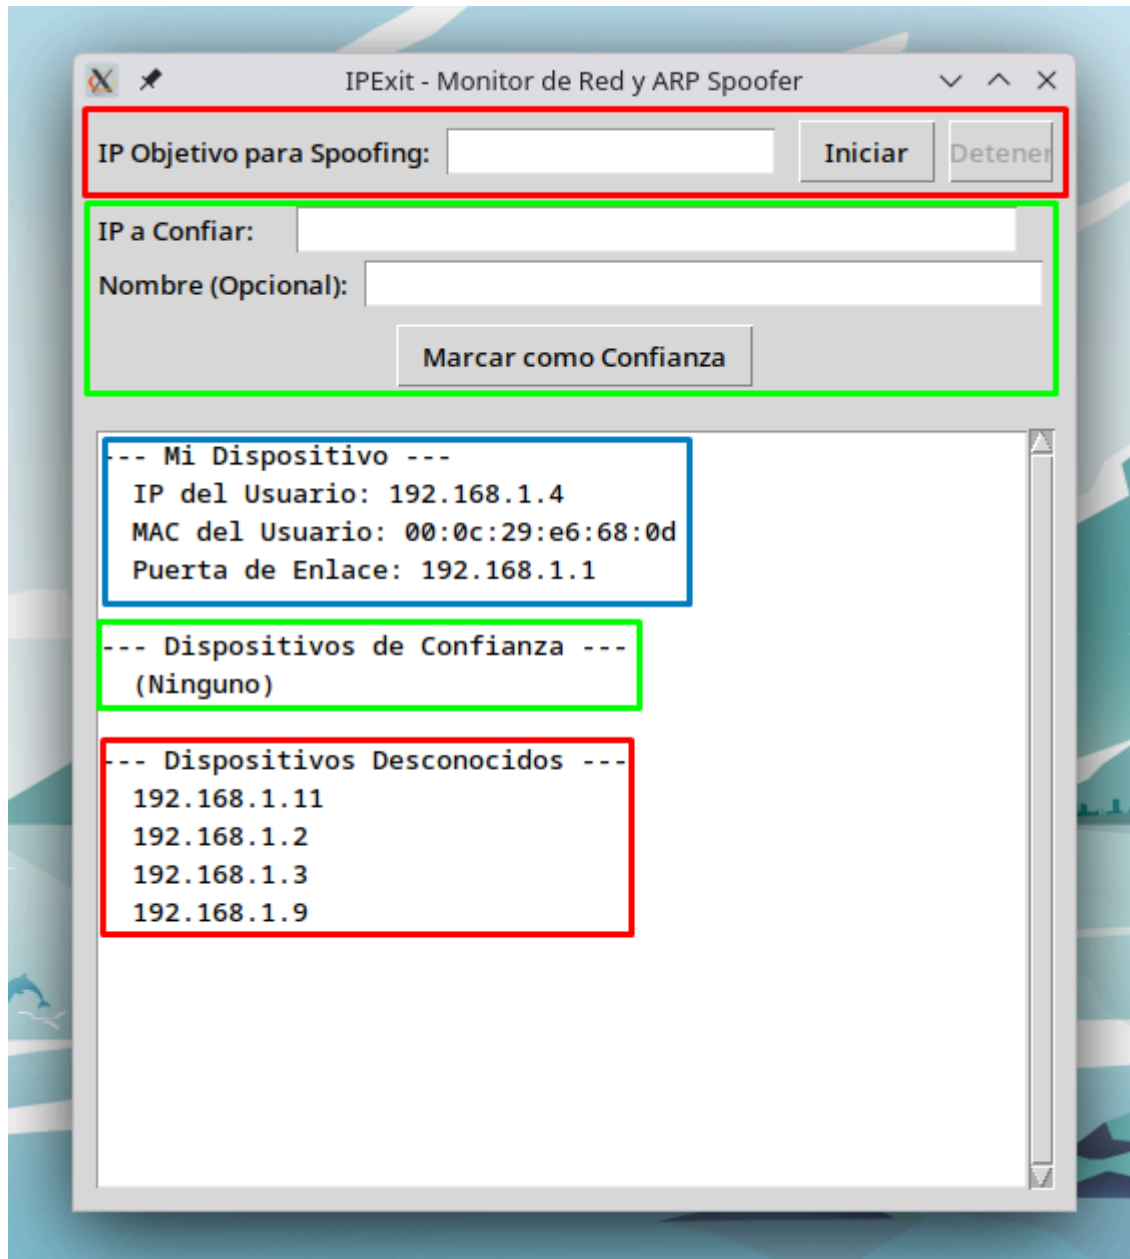 IPExit - Monitor de Red y ARP Spoofer
IP Objetivo para Spoofing: Iniciar Detener
IP a Confiar:
Nombre (Opcional):
Marcar como Confianza
--- Mi Dispositivo ---
IP del Usuario: 192.168.1.4
MAC del Usuario: 00:0c:29:e6:68:0d
Puerta de Enlace: 192.168.1.1
--- Dispositivos de Confianza ---
(Ninguno)
--- Dispositivos Desconocidos ---
192.168.1.11
192.168.1.2
192.168.1.3
192.168.1.9